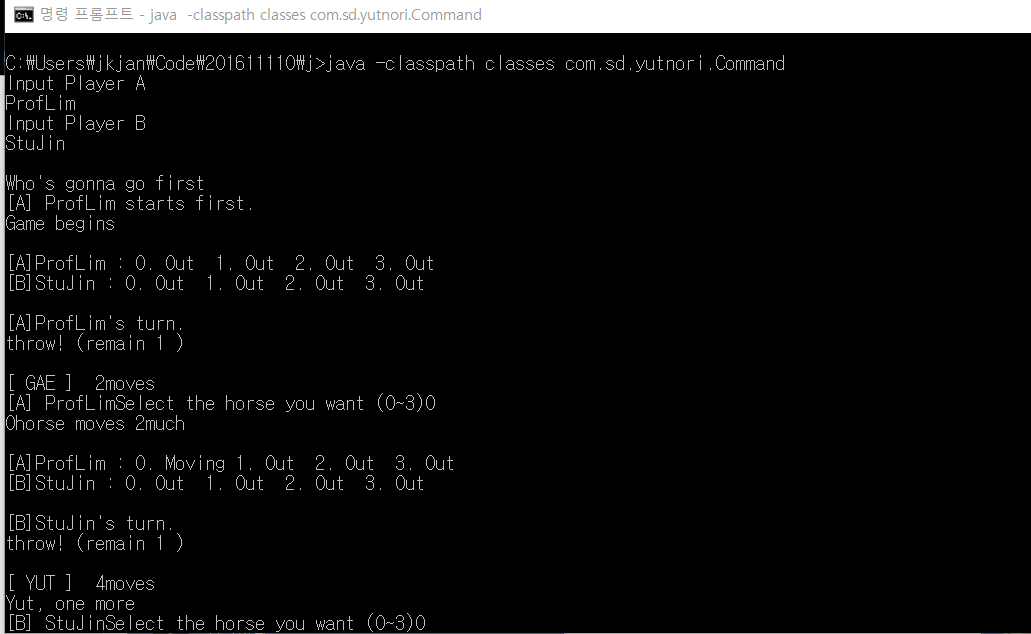 명령 프롬프트 - java  -classpath classes com.sd.yutnori.Command
C:₩Users₩jkjan₩Code₩201611110₩j>java -classpath classes com.sd.yutnori.Command
Input Player A
ProfLim
Input Player B
StuJin
Who's gonna go first
[A] ProfLim starts first.
Game begins
[A]ProfLim : 0. Out  1. Out  2. Out  3. Out
[B]StuJin : 0. Out  1. Out  2. Out  3. Out
[A]ProfLim's turn.
throw! (remain 1 )
[ GAE ]  2moves
[A] ProfLimSelect the horse you want (0~3)0
0horse moves 2much
[A]ProfLim : 0. Moving 1. Out  2. Out  3. Out
[B]StuJin : 0. Out  1. Out  2. Out  3. Out
[B]StuJin's turn.
throw! (remain 1 )
[ YUT ]  4moves
Yut, one more
[B] StuJinSelect the horse you want (0~3)0